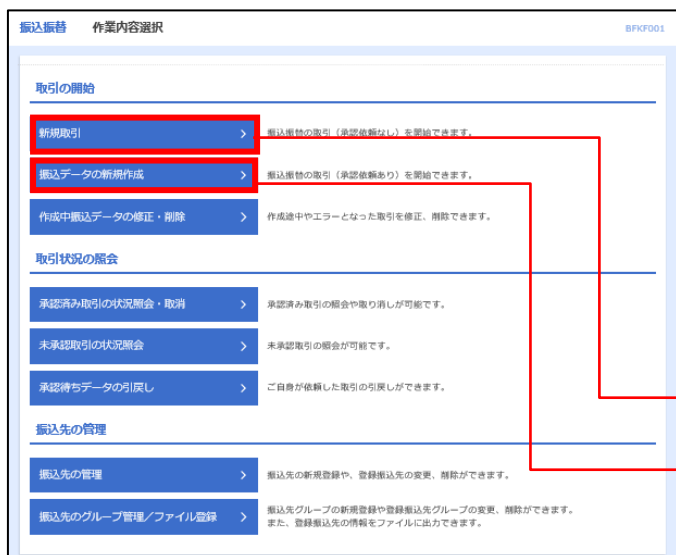 振込振替 作業内容選択 BFKF001
取引の開始
新規取引 振込振替の取引（承認依頼なし）を開始できます。
振込データの新規作成 振込振替の取引（承認依頼あり）を開始できます。
作成中振込データの修正・削除 作成途中やエラーとなった取引を修正、削除できます。
取引状況の照会
承認済み取引の状況照会・取消 承認済み取引の照会や取り消しが可能です。
未承認取引の状況照会 未承認取引の照会が可能です。
承認待ちデータの引戻し ご自身が依頼した取引の引戻しができます。
振込先の管理
振込先の管理 振込先の新規登録や、登録振込先の変更、削除ができます。
振込先のグループ管理／ファイル登録 振込先グループの新規登録や登録振込先グループの変更、削除ができます。
また、登録振込先の情報をファイルに出力できます。